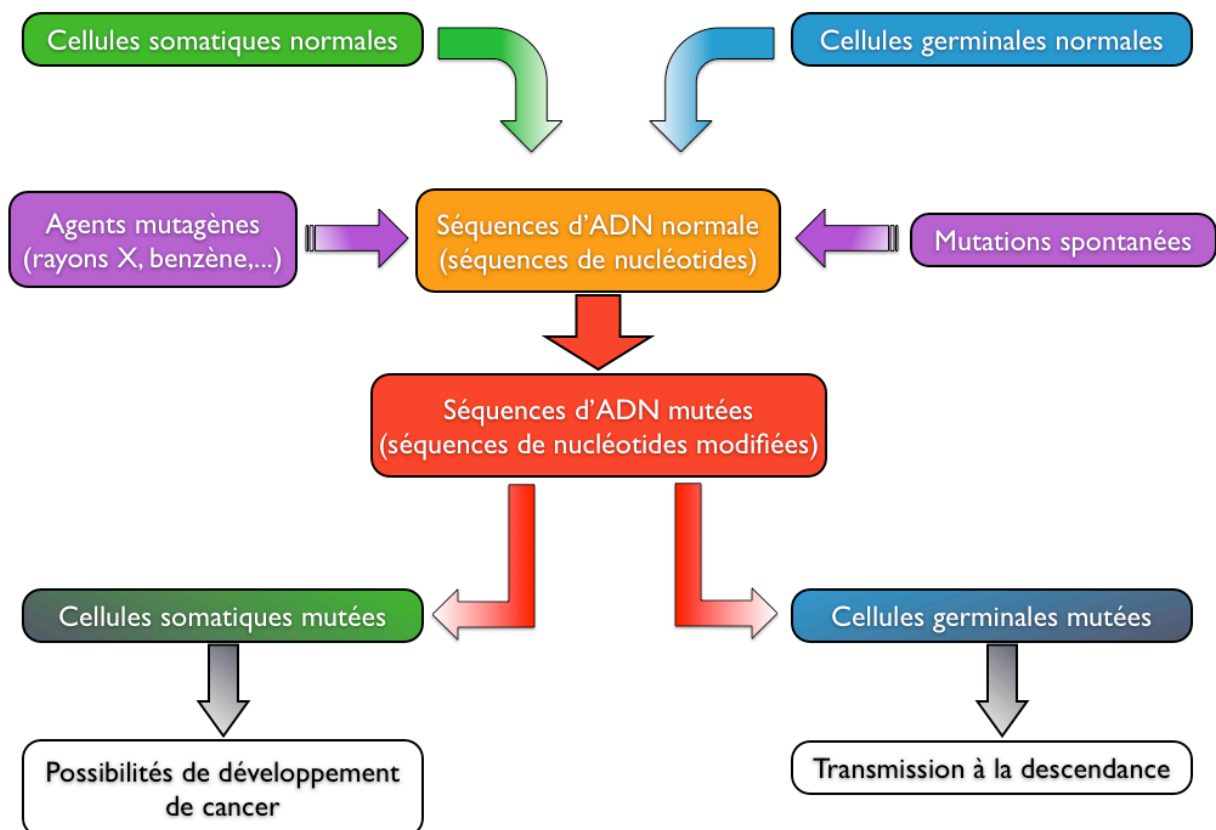 Cellules somatiques normales
Cellules germinales normales
Agents mutagènes
(rayons X, benzène,...)
Séquences d’ADN normale
(séquences de nucléotides)
Mutations spontanées
Séquences d’ADN mutées
(séquences de nucléotides modifiées)
Cellules somatiques mutées
Cellules germinales mutées
Possibilités de développement
de cancer
Transmission à la descendance